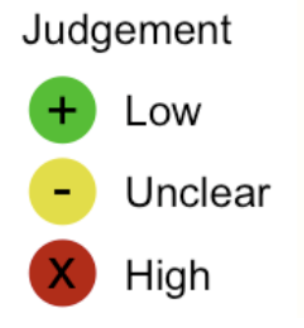 Judgement
+ Low
- Unclear
X High